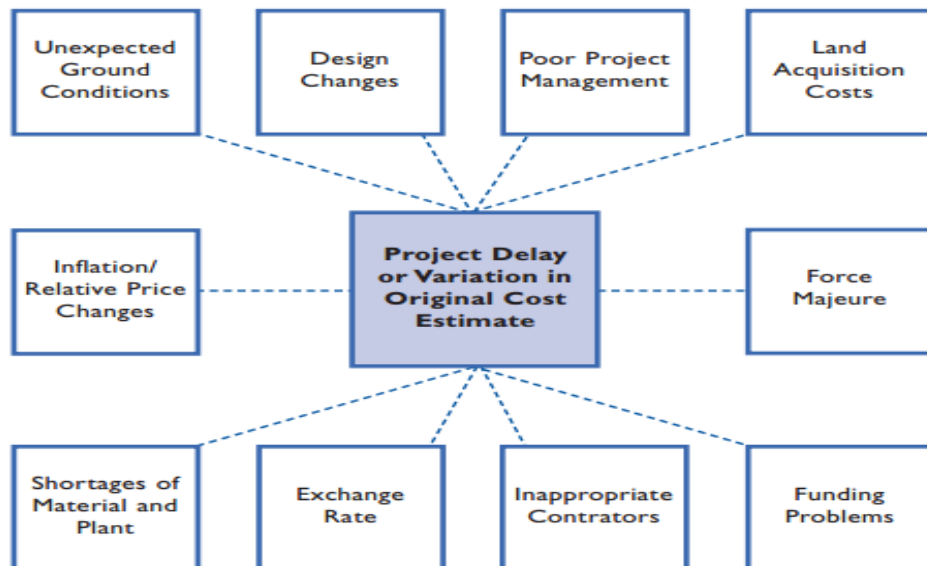 Unexpected
Ground
Conditions
Design
Changes
Poor Project
Management
Land
Acquisition
Costs
Inflation/
Relative Price
Changes
Project Delay
or Variation in
Original Cost
Estimate
Force
Majeure
Shortages of
Material and
Plant
Exchange
Rate
Inappropriate
Contrators
Funding
Problems